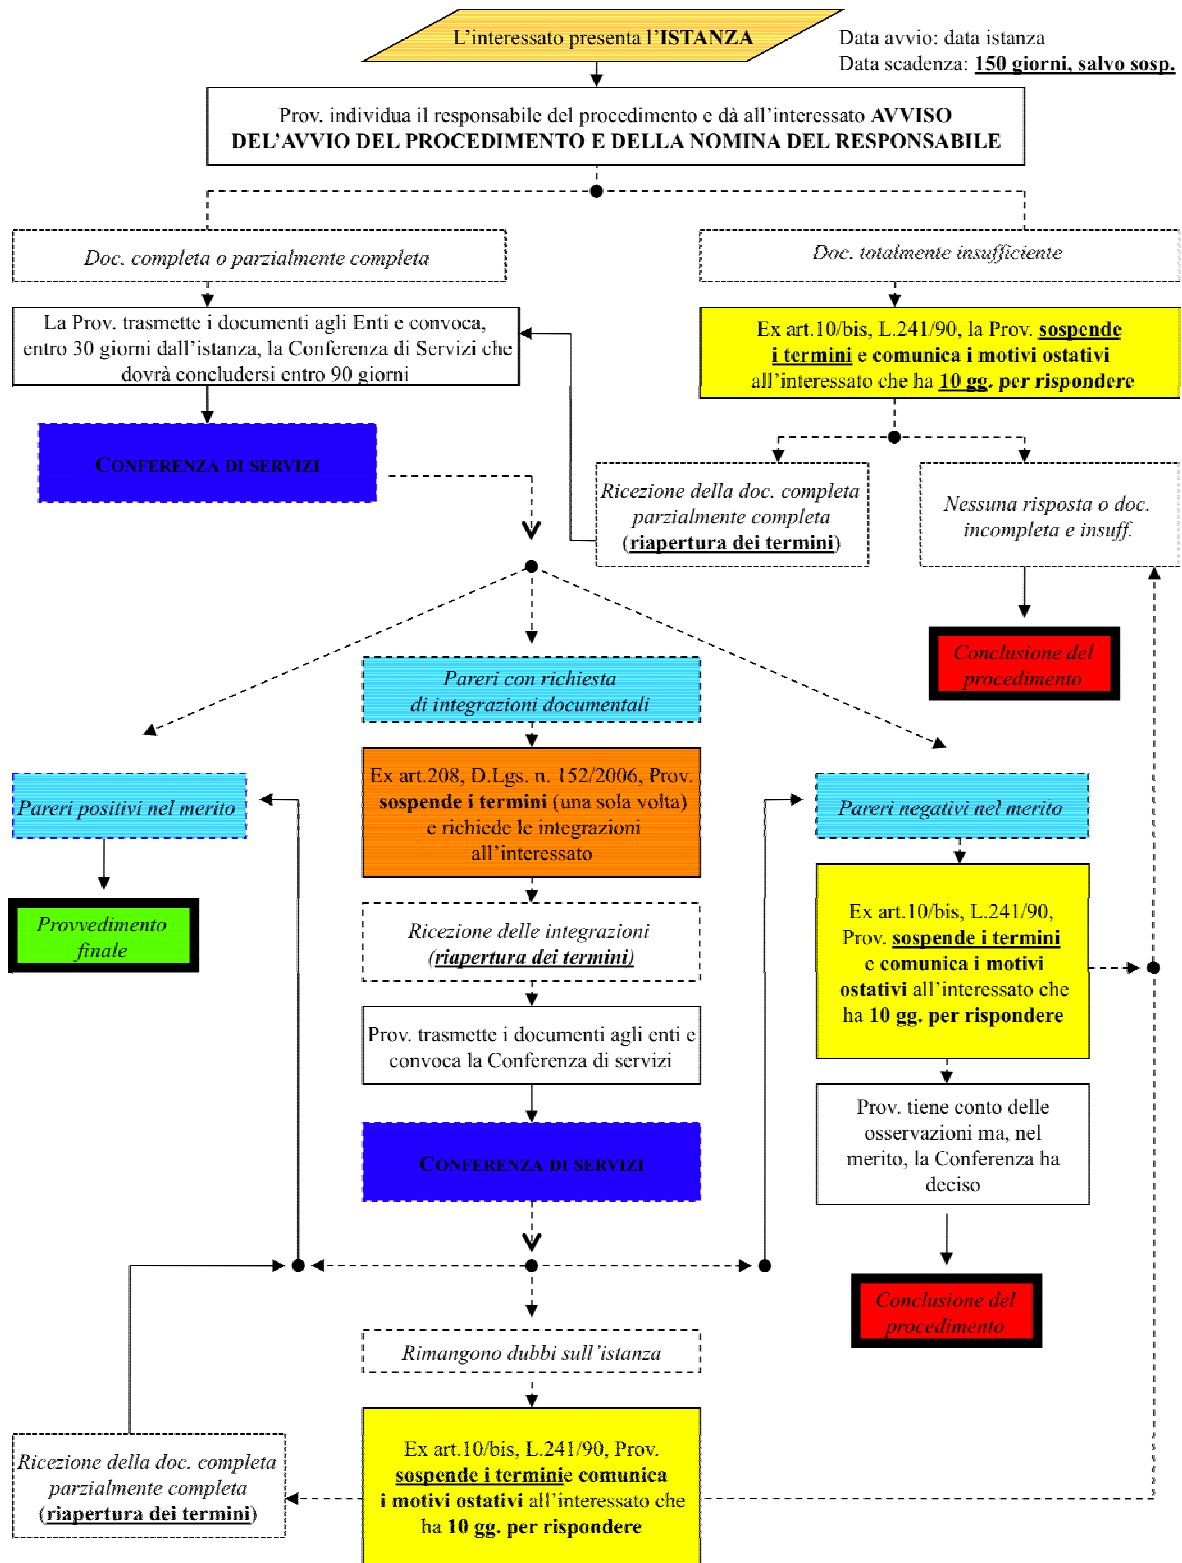 L'interessato presenta l'ISTANZA
Data avvio: data istanza
Data scadenza: 150 giorni, salvo sosp.
Prov. individua il responsabile del procedimento e dà all'interessato AVVISO
DEL'AVVIO DEL PROCEDIMENTO E DELLA NOMINA DEL RESPONSABILE
Doc. completa o parzialmente completa
Doc. totalmente insufficiente
La Prov. trasmette i documenti agli Enti e convoca,
entro 30 giorni dall'istanza, la Conferenza di Servizi che
dovrà concludersi entro 90 giorni
Ex art.10/bis, L.241/90, la Prov. sospende
i termini e comunica i motivi ostativi
all'interessato che ha 10 gg. per rispondere
CONFERENZA DI SERVIZI
Ricezione della doc. completa
parzialmente completa
(riapertura dei termini)
Nessuna risposta o doc.
incompleta e insuff.
Conclusione del
procedimento
Pareri con richiesta
di integrazioni documentali
Ex art.208, D.Lgs. n. 152/2006, Prov.
sospende i termini (una sola volta)
e richiede le integrazioni
all'interessato
Pareri positivi nel merito
Pareri negativi nel merito
Provvedimento
finale
Ricezione delle integrazioni
(riapertura dei termini)
Ex art.10/bis, L.241/90,
Prov. sospende i termini
e comunica i motivi
ostativi all'interessato che
ha 10 gg. per rispondere
Prov. trasmette i documenti agli enti e
convoca la Conferenza di servizi
Prov. tiene conto delle
osservazioni ma, nel
merito, la Conferenza ha
deciso
CONFERENZA DI SERVIZI
Conclusione del
procedimento
Rimangono dubbi sull'istanza
Ricezione della doc. completa
parzialmente completa
(riapertura dei termini)
Ex art.10/bis, L.241/90, Prov.
sospende i terminie comunica
i motivi ostativi all'interessato che
ha 10 gg. per rispondere